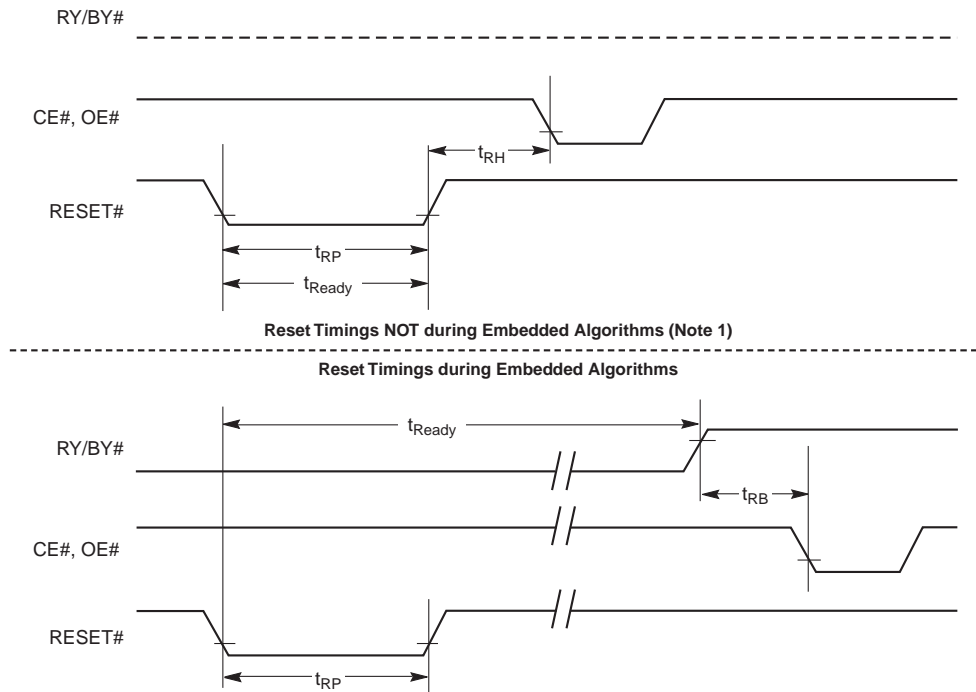 RY/BY#
CE#, OE#
tRH
RESET#
tRP
tReady
Reset Timings NOT during Embedded Algorithms (Note 1)
Reset Timings during Embedded Algorithms
tReady
RY/BY#
tRB
CE#, OE#
RESET#
tRP